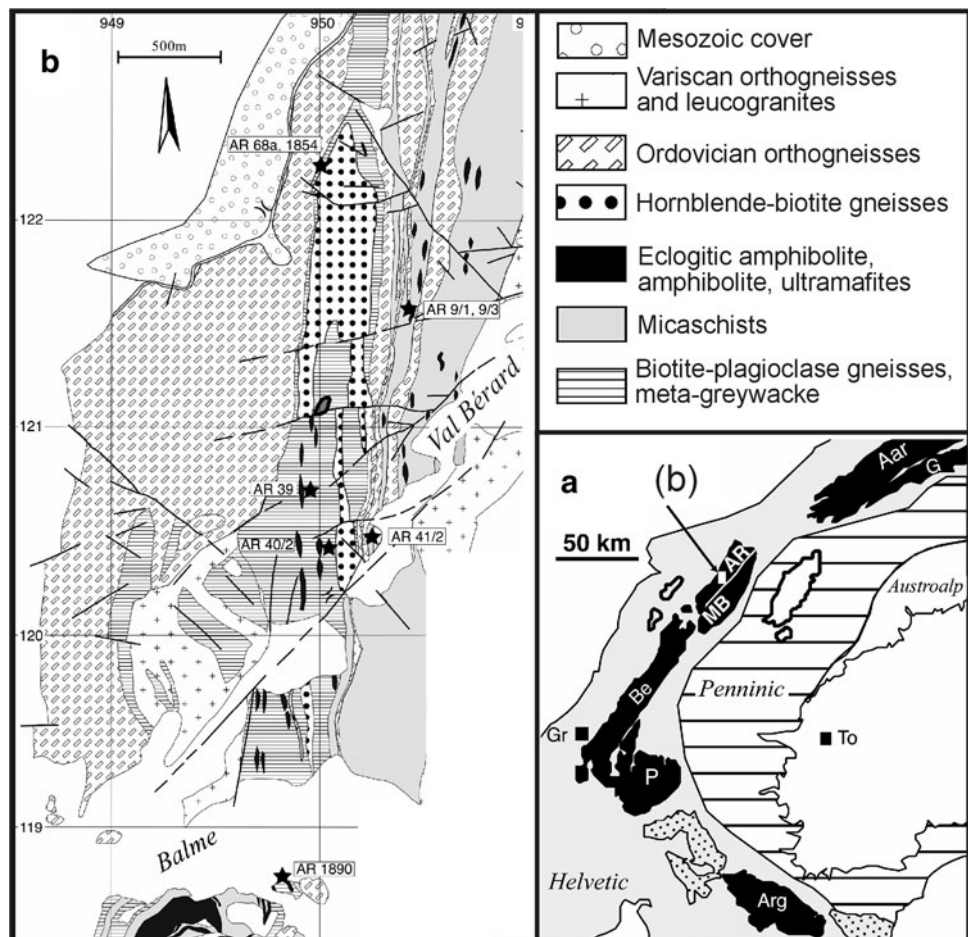 949
950
9
500m
b
AR 68a, 1854
122
AR 9/1, 9/3
Val Bérard
121
AR 39
AR 40/2
AR 41/2
120
119
Balme
AR 1890
Mesozoic cover
Variscan orthogneisses
and leucogranites
Ordovician orthogneisses
Hornblende-biotite gneisses
Eclogitic amphibolite,
amphibolite, ultramafites
Micaschists
Biotite-plagioclase gneisses,
meta-greywacke
a
(b)
Aar
G
50 km
AR
MB
Austroalp
Be
Penninic
Gr
To
P
Helvetic
Arg